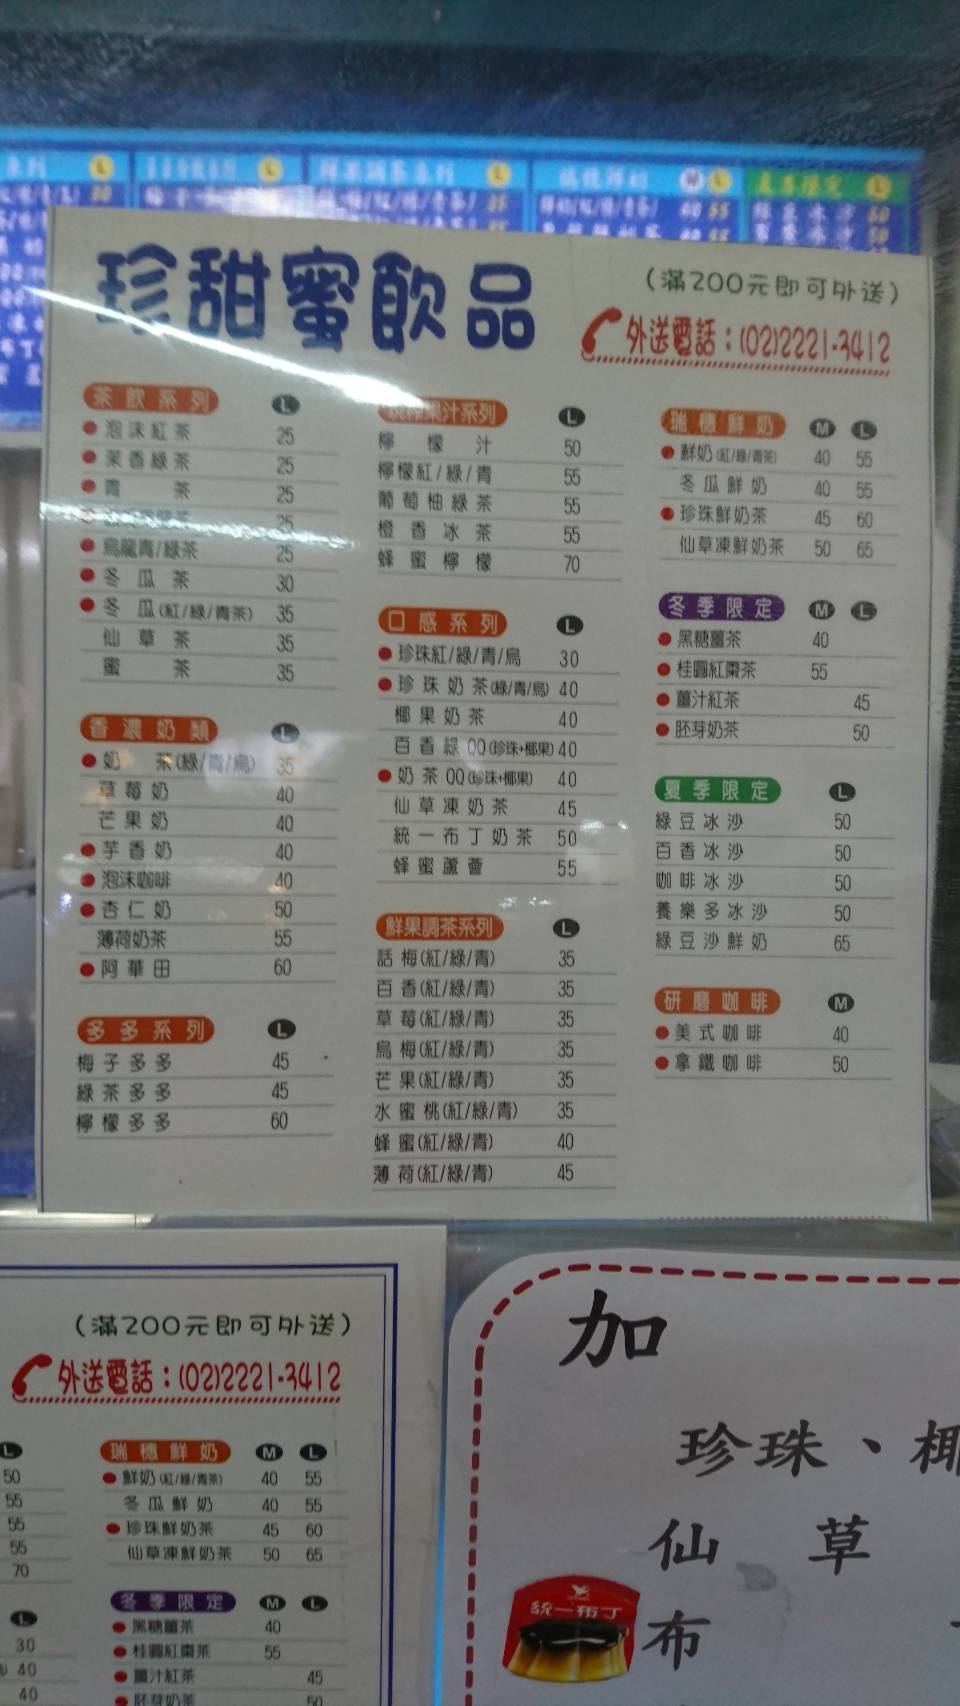 珍甜蜜飲品
(滿200元即可外送)
外送電話：(02)2221-3412
茶飲系列 L
泡沫紅茶 25
茉香綠茶 25
青茶 25
25
烏龍青/綠茶 25
冬瓜茶 30
冬瓜(紅/綠/青茶) 35
仙草茶 35
蜜茶 35
香濃奶類 L
奶茶(綠/青/烏) 35
草莓奶 40
芒果奶 40
芋香奶 40
泡沫咖啡 40
杏仁奶 50
薄荷奶茶 55
阿華田 60
多多系列 L
梅子多多 45
綠茶多多 45
檸檬多多 60
果汁系列 L
檸檬汁 50
檸檬紅/綠/青 55
葡萄柚綠茶 55
橙香冰茶 55
蜂蜜檸檬 70
口感系列 L
珍珠紅/綠/青/烏 30
珍珠奶茶(綠/青/烏) 40
椰果奶茶 40
百香綠QQ(珍珠+椰果) 40
奶茶QQ(珍珠+椰果) 40
仙草凍奶茶 45
統一布丁奶茶 50
蜂蜜蘆薈 55
鮮果調茶系列 L
話梅(紅/綠/青) 35
百香(紅/綠/青) 35
草莓(紅/綠/青) 35
烏梅(紅/綠/青) 35
芒果(紅/綠/青) 35
水蜜桃(紅/綠/青) 35
蜂蜜(紅/綠/青) 40
薄荷(紅/綠/青) 45
瑞穗鮮奶 M L
鮮奶(紅/綠/青茶) 40 55
冬瓜鮮奶 40 55
珍珠鮮奶茶 45 60
仙草凍鮮奶茶 50 65
冬季限定 M L
黑糖薑茶 40
桂圓紅棗茶 55
薑汁紅茶 45
胚芽奶茶 50
夏季限定 L
綠豆冰沙 50
百香冰沙 50
咖啡冰沙 50
養樂多冰沙 50
綠豆沙鮮奶 65
研磨咖啡 M
美式咖啡 40
拿鐵咖啡 50
(滿200元即可外送)
外送電話：(02)2221-3412
L
50
55
55
55
70
L
30
40
40
瑞穗鮮奶 M L
鮮奶(紅/綠/青茶) 40 55
冬瓜鮮奶 40 55
珍珠鮮奶茶 45 60
仙草凍鮮奶茶 50 65
冬季限定 M L
黑糖薑茶 40
桂圓紅棗茶 55
薑汁紅茶 45
胚芽奶茶 50
加
珍珠、椰
仙草
統一布丁
布